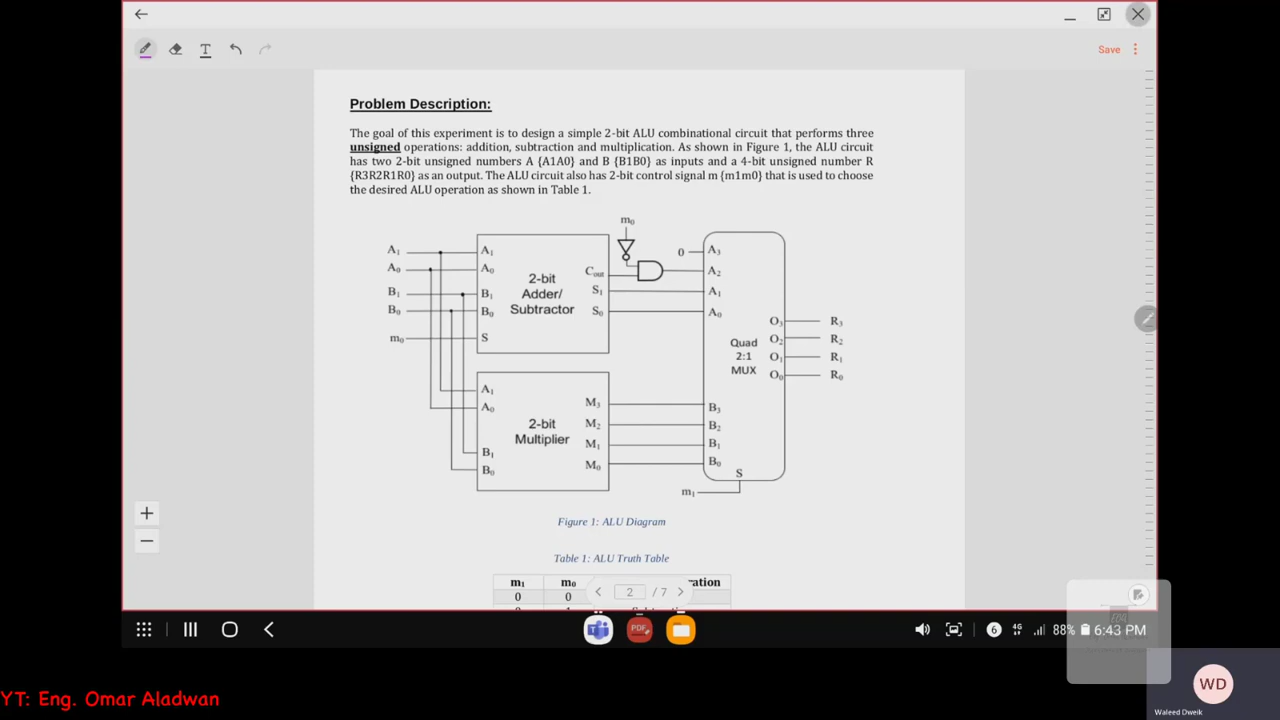 Save
Problem Description:
The goal of this experiment is to design a simple 2-bit ALU combinational circuit that performs three
unsigned operations: addition, subtraction and multiplication. As shown in Figure 1, the ALU circuit
has two 2-bit unsigned numbers A {A1A0} and B {B1B0} as inputs and a 4-bit unsigned number R
{R3R2R1R0} as an output. The ALU circuit also has 2-bit control signal m {m1m0} that is used to choose
the desired ALU operation as shown in Table 1.
m₀
A₁
A₀
B₁
B₀
m₀
A₁
A₀
B₁
B₀
S
2-bit
Adder/
Subtractor
Cout
S₁
S₀
0
A₃
A₂
A₁
A₀
Quad
2:1
MUX
O₃
O₂
O₁
O₀
R₃
R₂
R₁
R₀
A₁
A₀
B₁
B₀
2-bit
Multiplier
M₃
M₂
M₁
M₀
B₃
B₂
B₁
B₀
S
m₁
Figure 1: ALU Diagram
Table 1: ALU Truth Table
m₁ m₀ ration
0 0
2 / 7
PDF
6 4G 88% 6:43 PM
WD
Waleed Dweik
YT: Eng. Omar Aladwan